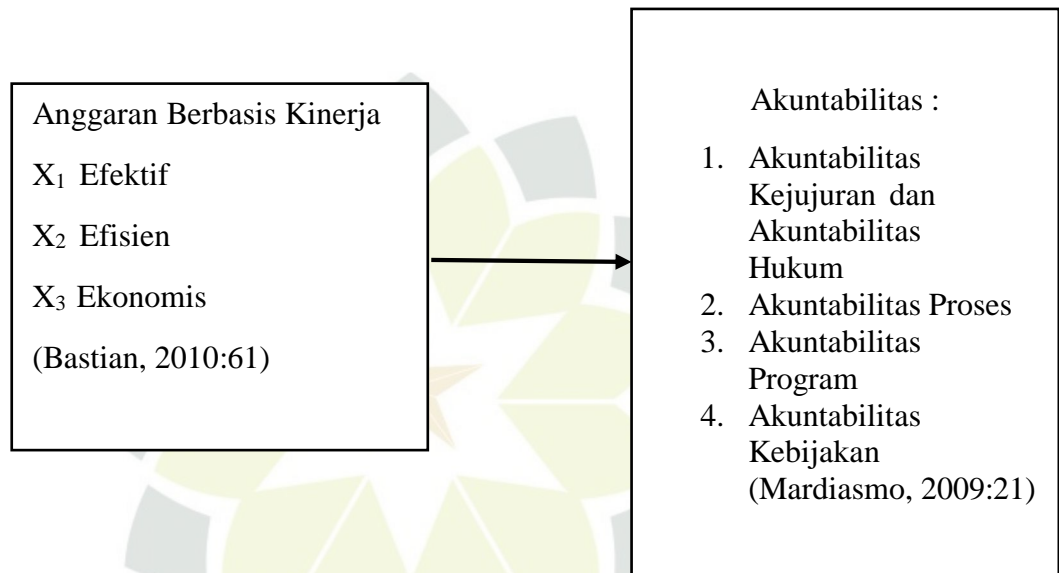 Anggaran Berbasis Kinerja
X₁ Efektif
X₂ Efisien
X₃ Ekonomis
(Bastian, 2010:61)
Akuntabilitas :
1. Akuntabilitas
Kejujuran dan
Akuntabilitas
Hukum
2. Akuntabilitas Proses
3. Akuntabilitas
Program
4. Akuntabilitas
Kebijakan
(Mardiasmo, 2009:21)